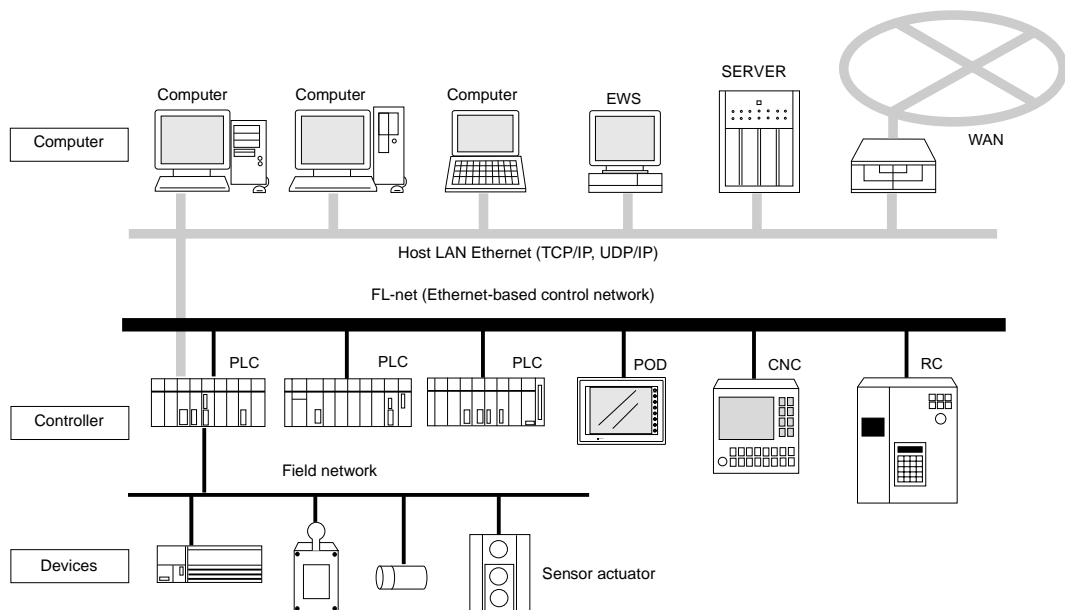 SERVER
Computer
Computer
Computer
EWS
Computer
WAN
Host LAN Ethernet (TCP/IP, UDP/IP)
FL-net (Ethernet-based control network)
PLC
PLC
PLC
POD
CNC
RC
Controller
Field network
Devices
Sensor actuator